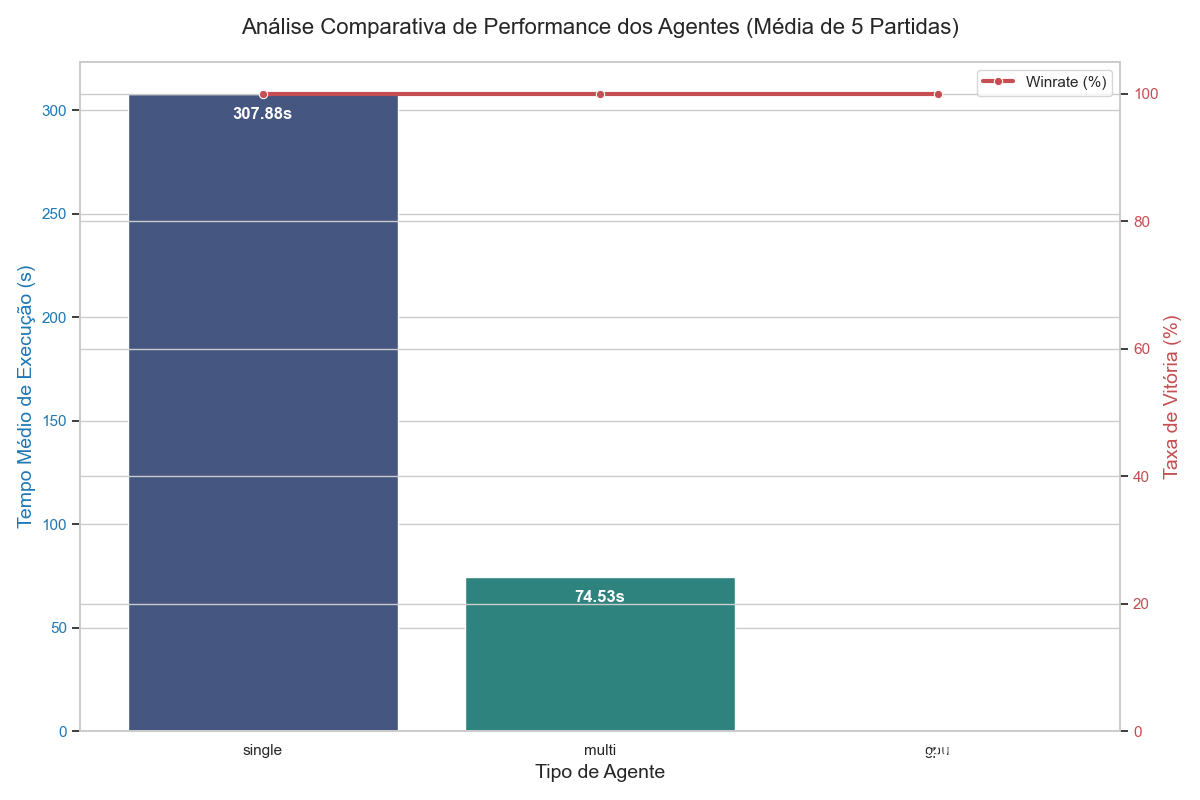 Análise Comparativa de Performance dos Agentes (Média de 5 Partidas)
Winrate (%)
307.88s
74.53s
300
250
200
150
100
50
0
100
80
60
40
20
0
Tempo Médio de Execução (s)
Taxa de Vitória (%)
single
multi
gpu
Tipo de Agente